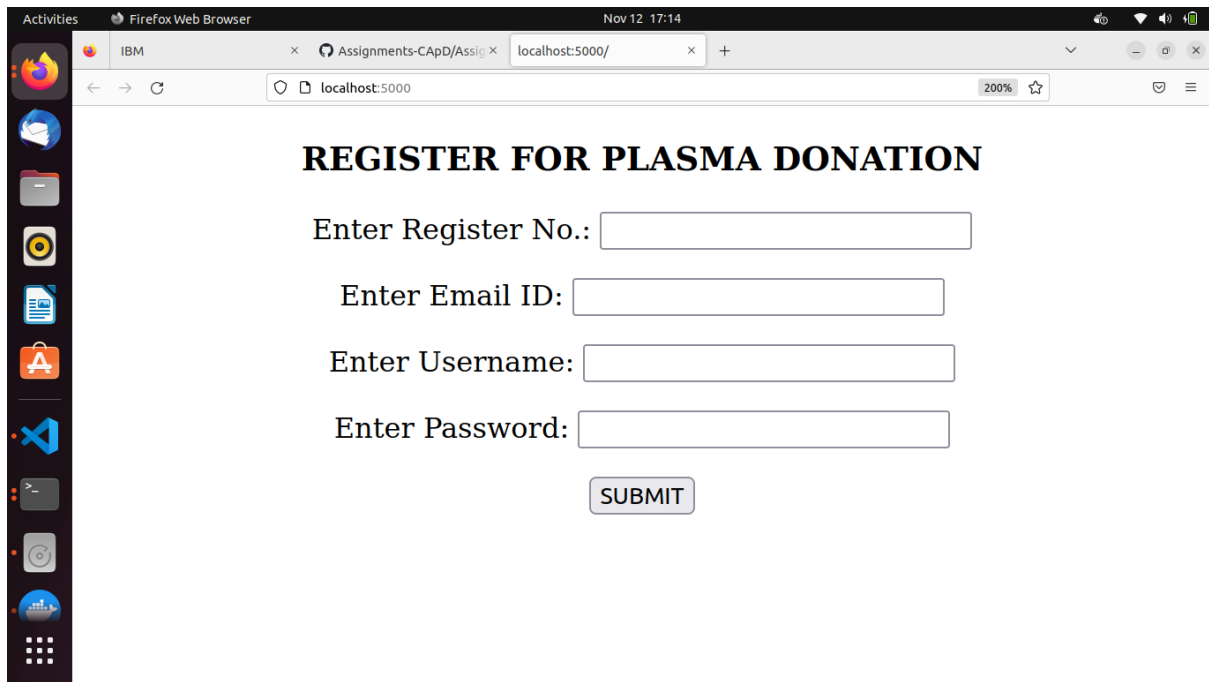 Activities Firefox Web Browser Nov 12 17:14
IBM Assignments-CApD/Assig localhost:5000/
localhost:5000 200%
REGISTER FOR PLASMA DONATION
Enter Register No.:
Enter Email ID:
Enter Username:
Enter Password:
SUBMIT